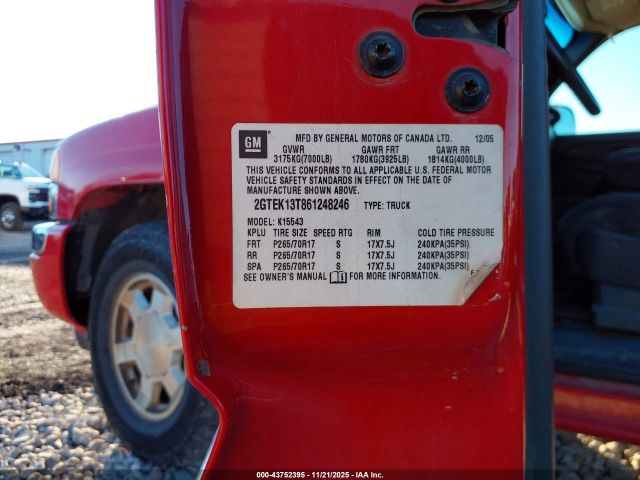 GM
MFD BY GENERAL MOTORS OF CANADA LTD. 12/05
GVWR GAWR FRT GAWR RR
3175KG(7000LB) 1780KG(3925LB) 1814KG(4000LB)
THIS VEHICLE CONFORMS TO ALL APPLICABLE U.S. FEDERAL MOTOR
VEHICLE SAFETY STANDARDS IN EFFECT ON THE DATE OF
MANUFACTURE SHOWN ABOVE.
2GTEK13T861248246 TYPE: TRUCK
MODEL: K15543
KPLU TIRE SIZE SPEED RTG RIM COLD TIRE PRESSURE
FRT P265/70R17 S 17X7.5J 240KPA(35PSI)
RR P265/70R17 S 17X7.5J 240KPA(35PSI)
SPA P265/70R17 S 17X7.5J 240KPA(35PSI)
SEE OWNER'S MANUAL FOR MORE INFORMATION.
000-43752395 - 11/21/2025 - IAA Inc.